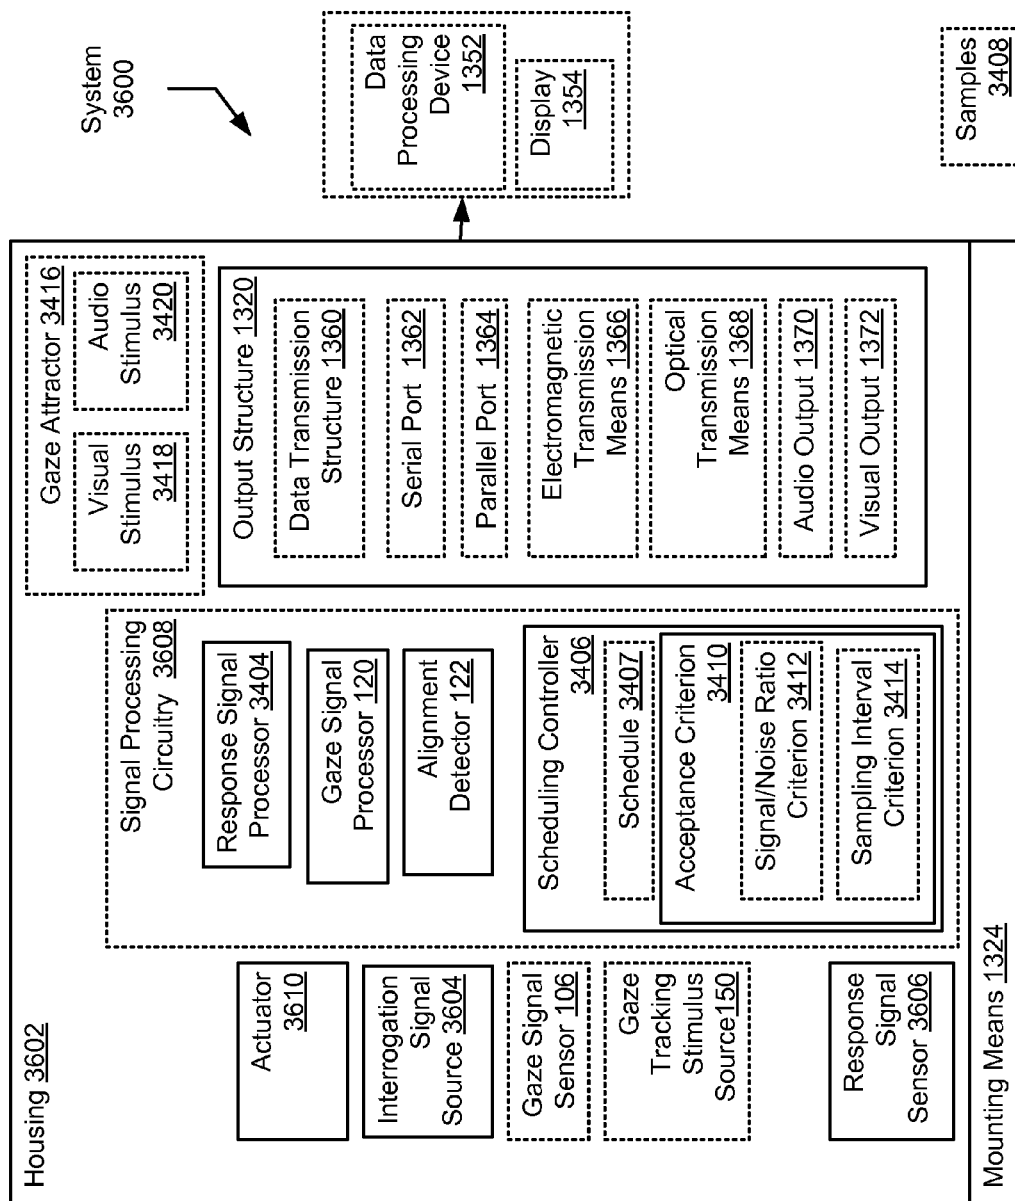 System
3600
Housing 3602
Actuator
3610
Interrogation
Signal
Source 3604
Gaze Signal
Sensor 106
Gaze
Tracking
Stimulus
Source150
Response
Signal
Sensor 3606
Signal Processing
Circuitry 3608
Response Signal
Processor 3404
Gaze Signal
Processor 120
Alignment
Detector 122
Scheduling Controller
3406
Schedule 3407
Acceptance Criterion
3410
Signal/Noise Ratio
Criterion 3412
Sampling Interval
Criterion 3414
Gaze Attractor 3416
Visual
Stimulus
3418
Audio
Stimulus
3420
Output Structure 1320
Data Transmission
Structure 1360
Serial Port 1362
Parallel Port 1364
Electromagnetic
Transmission
Means 1366
Optical
Transmission
Means 1368
Audio Output 1370
Visual Output 1372
Data
Processing
Device
1352
Display
1354
Mounting Means 1324
Samples
3408